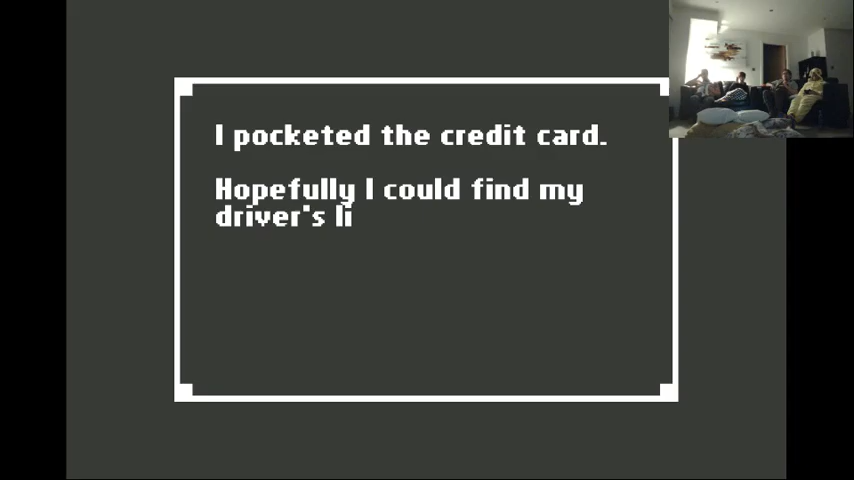 I pocketed the credit card.
Hopefully I could find my
driver's li